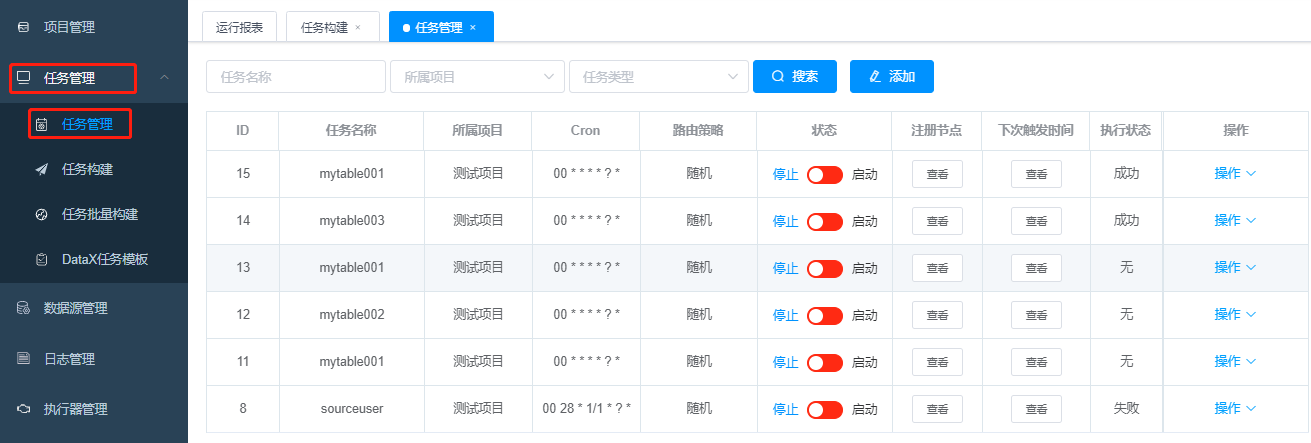 项目管理
任务管理
任务管理
任务构建
任务批量构建
DataX任务模板
数据源管理
日志管理
执行器管理
运行报表 任务构建 × 任务管理 ×
任务名称 所属项目 任务类型 搜索 添加
ID 任务名称 所属项目 Cron 路由策略 状态 注册节点 下次触发时间 执行状态 操作
15 mytable001 测试项目 00 * * * * ? * 随机 停止 启动 查看 查看 成功 操作
14 mytable003 测试项目 00 * * * * ? * 随机 停止 启动 查看 查看 成功 操作
13 mytable001 测试项目 00 * * * * ? * 随机 停止 启动 查看 查看 无 操作
12 mytable002 测试项目 00 * * * * ? * 随机 停止 启动 查看 查看 无 操作
11 mytable001 测试项目 00 * * * * ? * 随机 停止 启动 查看 查看 无 操作
8 sourceuser 测试项目 00 28 * 1/1 * ? * 随机 停止 启动 查看 查看 失败 操作